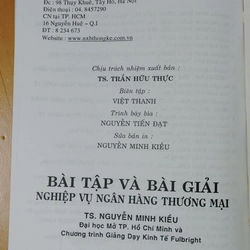 Đc : 98 Thụy Khuê, Tây Hồ, Hà Nội
Điện thoại : 04. 8457290
CN tại TP. HCM
16 Nguyễn Huệ – Q.I
ĐT : 8 234 673
Website : www.nxbthongke.com.vn
Chịu trách nhiệm xuất bản :
TS. TRẦN HỮU THỰC
Biên tập :
VIỆT THANH
Trình bày bìa :
NGUYỄN TIẾN ĐẠT
Sửa bản in :
NGUYỄN MINH KIỀU
BÀI TẬP VÀ BÀI GIẢI
NGHIỆP VỤ NGÂN HÀNG THƯƠNG MẠI
TS. NGUYỄN MINH KIỀU
Đại học Mở TP. Hồ Chí Minh và
Chương trình Giảng Dạy Kinh Tế Fulbright